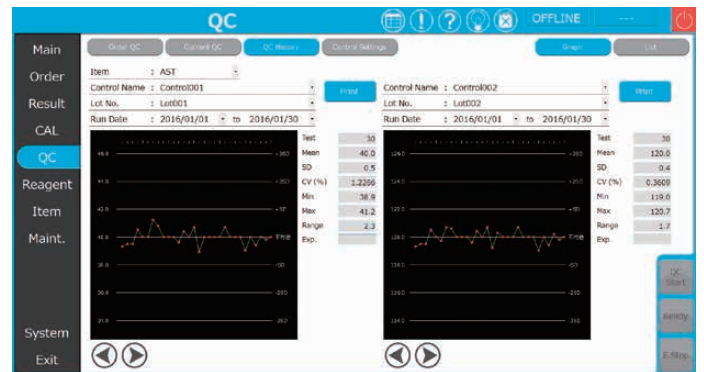 QC
OFFLINE ---
Main
Order
Result
CAL
QC
Reagent
Item
Maint.
System
Exit
Order QC Current QC QC History Control Settings Graph List
Item : AST
Control Name : Control001
Lot No. : Lot001
Run Date : 2016/01/01 to 2016/01/30
Print
Test 30
Mean 40.0
SD 0.5
CV (%) 1.2266
Min 38.9
Max 41.2
Range 2.3
Exp.
Control Name : Control002
Lot No. : Lot002
Run Date : 2016/01/01 to 2016/01/30
Print
Test 30
Mean 120.0
SD 0.4
CV (%) 0.3609
Min 119.0
Max 120.7
Range 1.7
Exp.
QC
Start
Ready
E.Stop